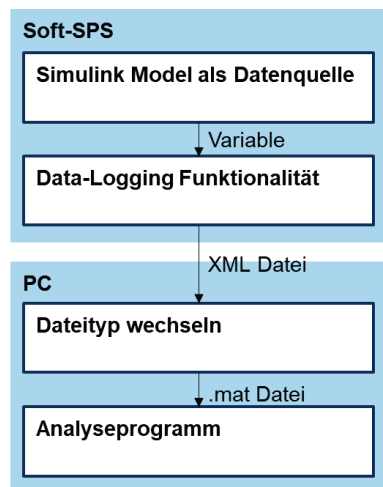 Soft-SPS
Simulink Model als Datenquelle
Variable
Data-Logging Funktionalität
XML Datei
PC
Dateityp wechseln
.mat Datei
Analyseprogramm